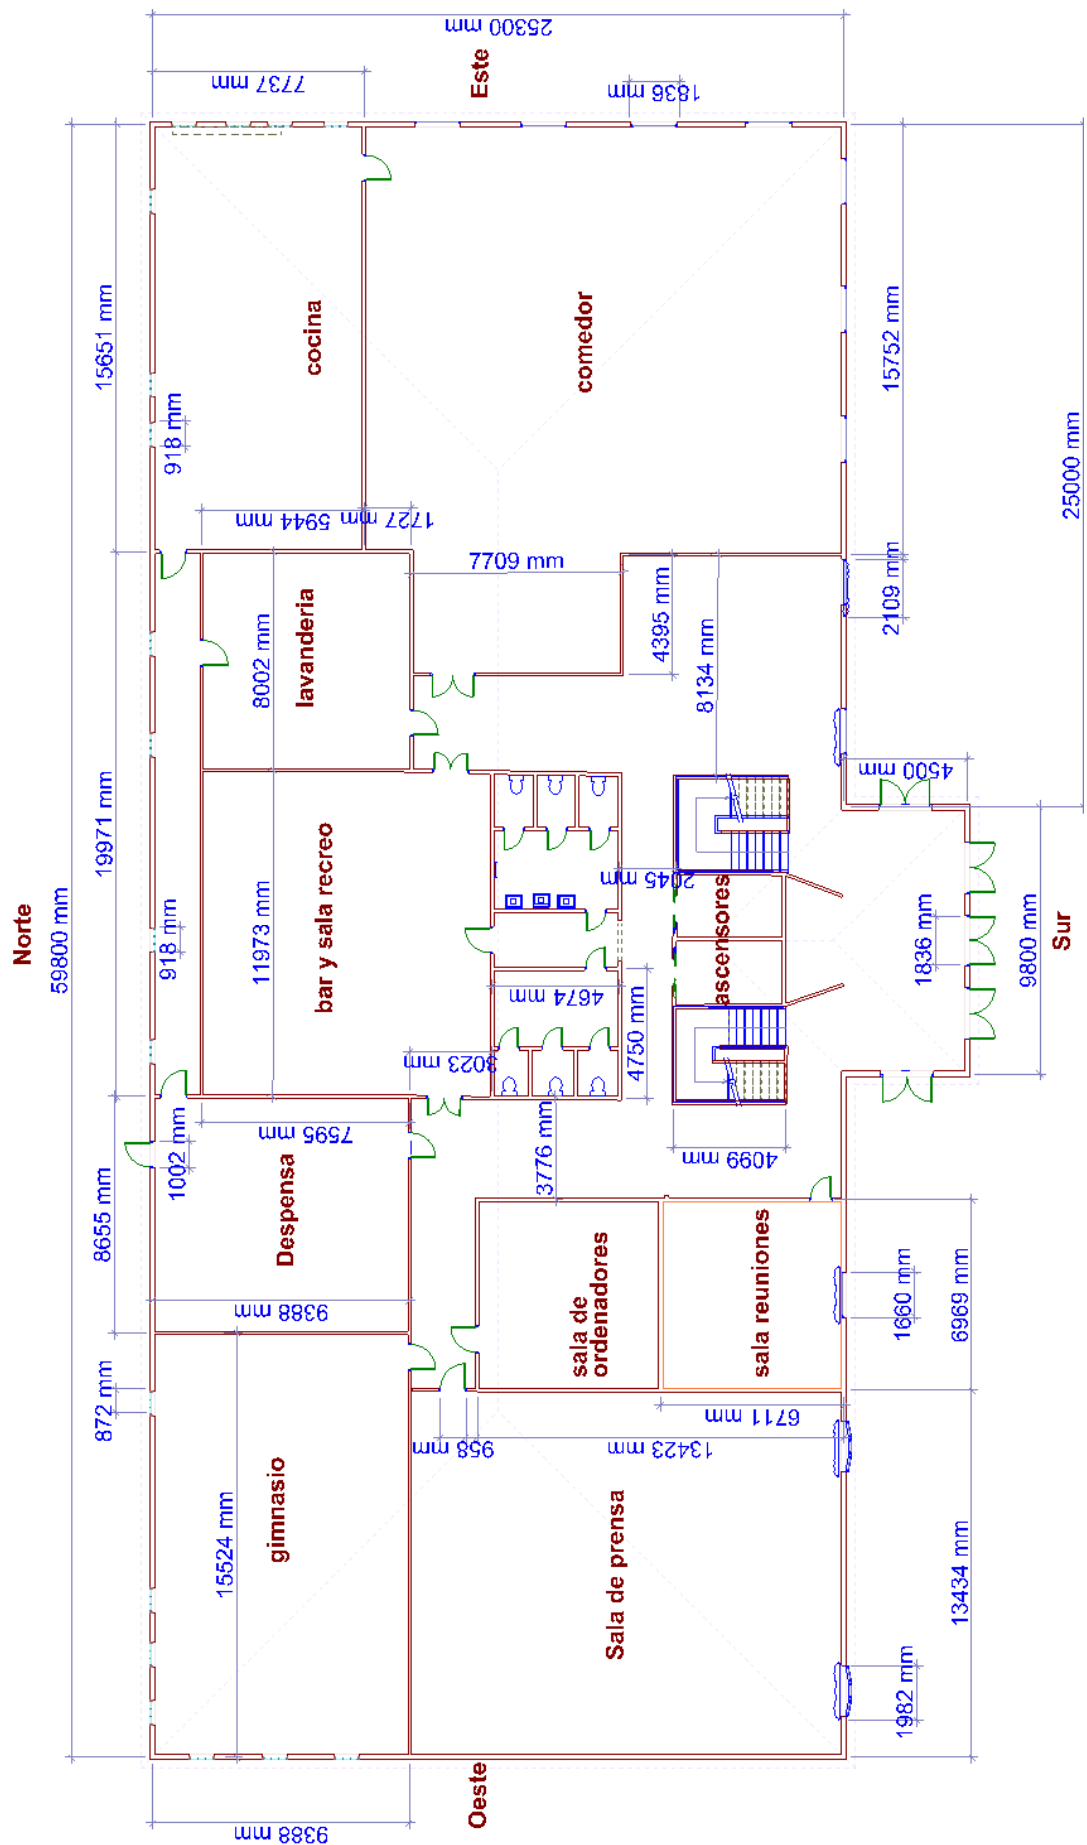 Norte
59800 mm
8655 mm
19971 mm
15651 mm
872 mm
1002 mm
918 mm
918 mm
9388 mm
15524 mm
gimnasio
9388 mm
Despensa
7595 mm
11973 mm
bar y sala recreo
3023 mm
8002 mm
lavanderia
5944 mm
1727 mm
cocina
7737 mm
25300 mm
Oeste
Este
958 mm
13423 mm
6711 mm
Sala de prensa
sala de
ordenadores
sala reuniones
3776 mm
4674 mm
4750 mm
2045 mm
ascensores
4099 mm
7709 mm
4395 mm
8134 mm
comedor
1836 mm
1982 mm
13434 mm
1660 mm
6969 mm
1836 mm
9800 mm
4500 mm
2109 mm
15752 mm
25000 mm
Sur